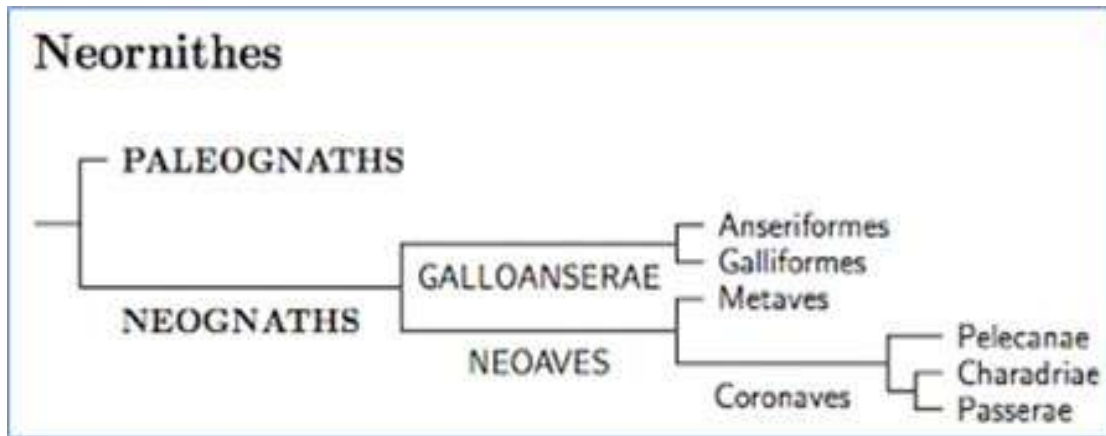 Neornithes
PALEOGNATHS
Anseriformes
GALLOANSERAE
Galliformes
Metaves
NEOGNATHS
Pelecanae
NEOAVES
Charadriae
Coronaves
Passerae